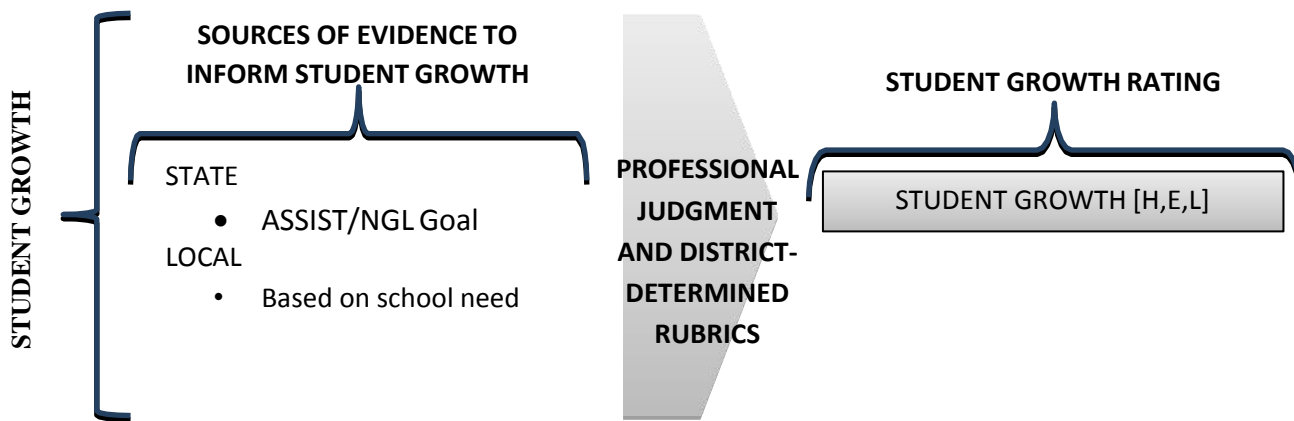 STUDENT GROWTH
SOURCES OF EVIDENCE TO
INFORM STUDENT GROWTH
STATE
● ASSIST/NGL Goal
LOCAL
• Based on school need
PROFESSIONAL
JUDGMENT
AND DISTRICT-
DETERMINED
RUBRICS
STUDENT GROWTH RATING
STUDENT GROWTH [H,E,L]